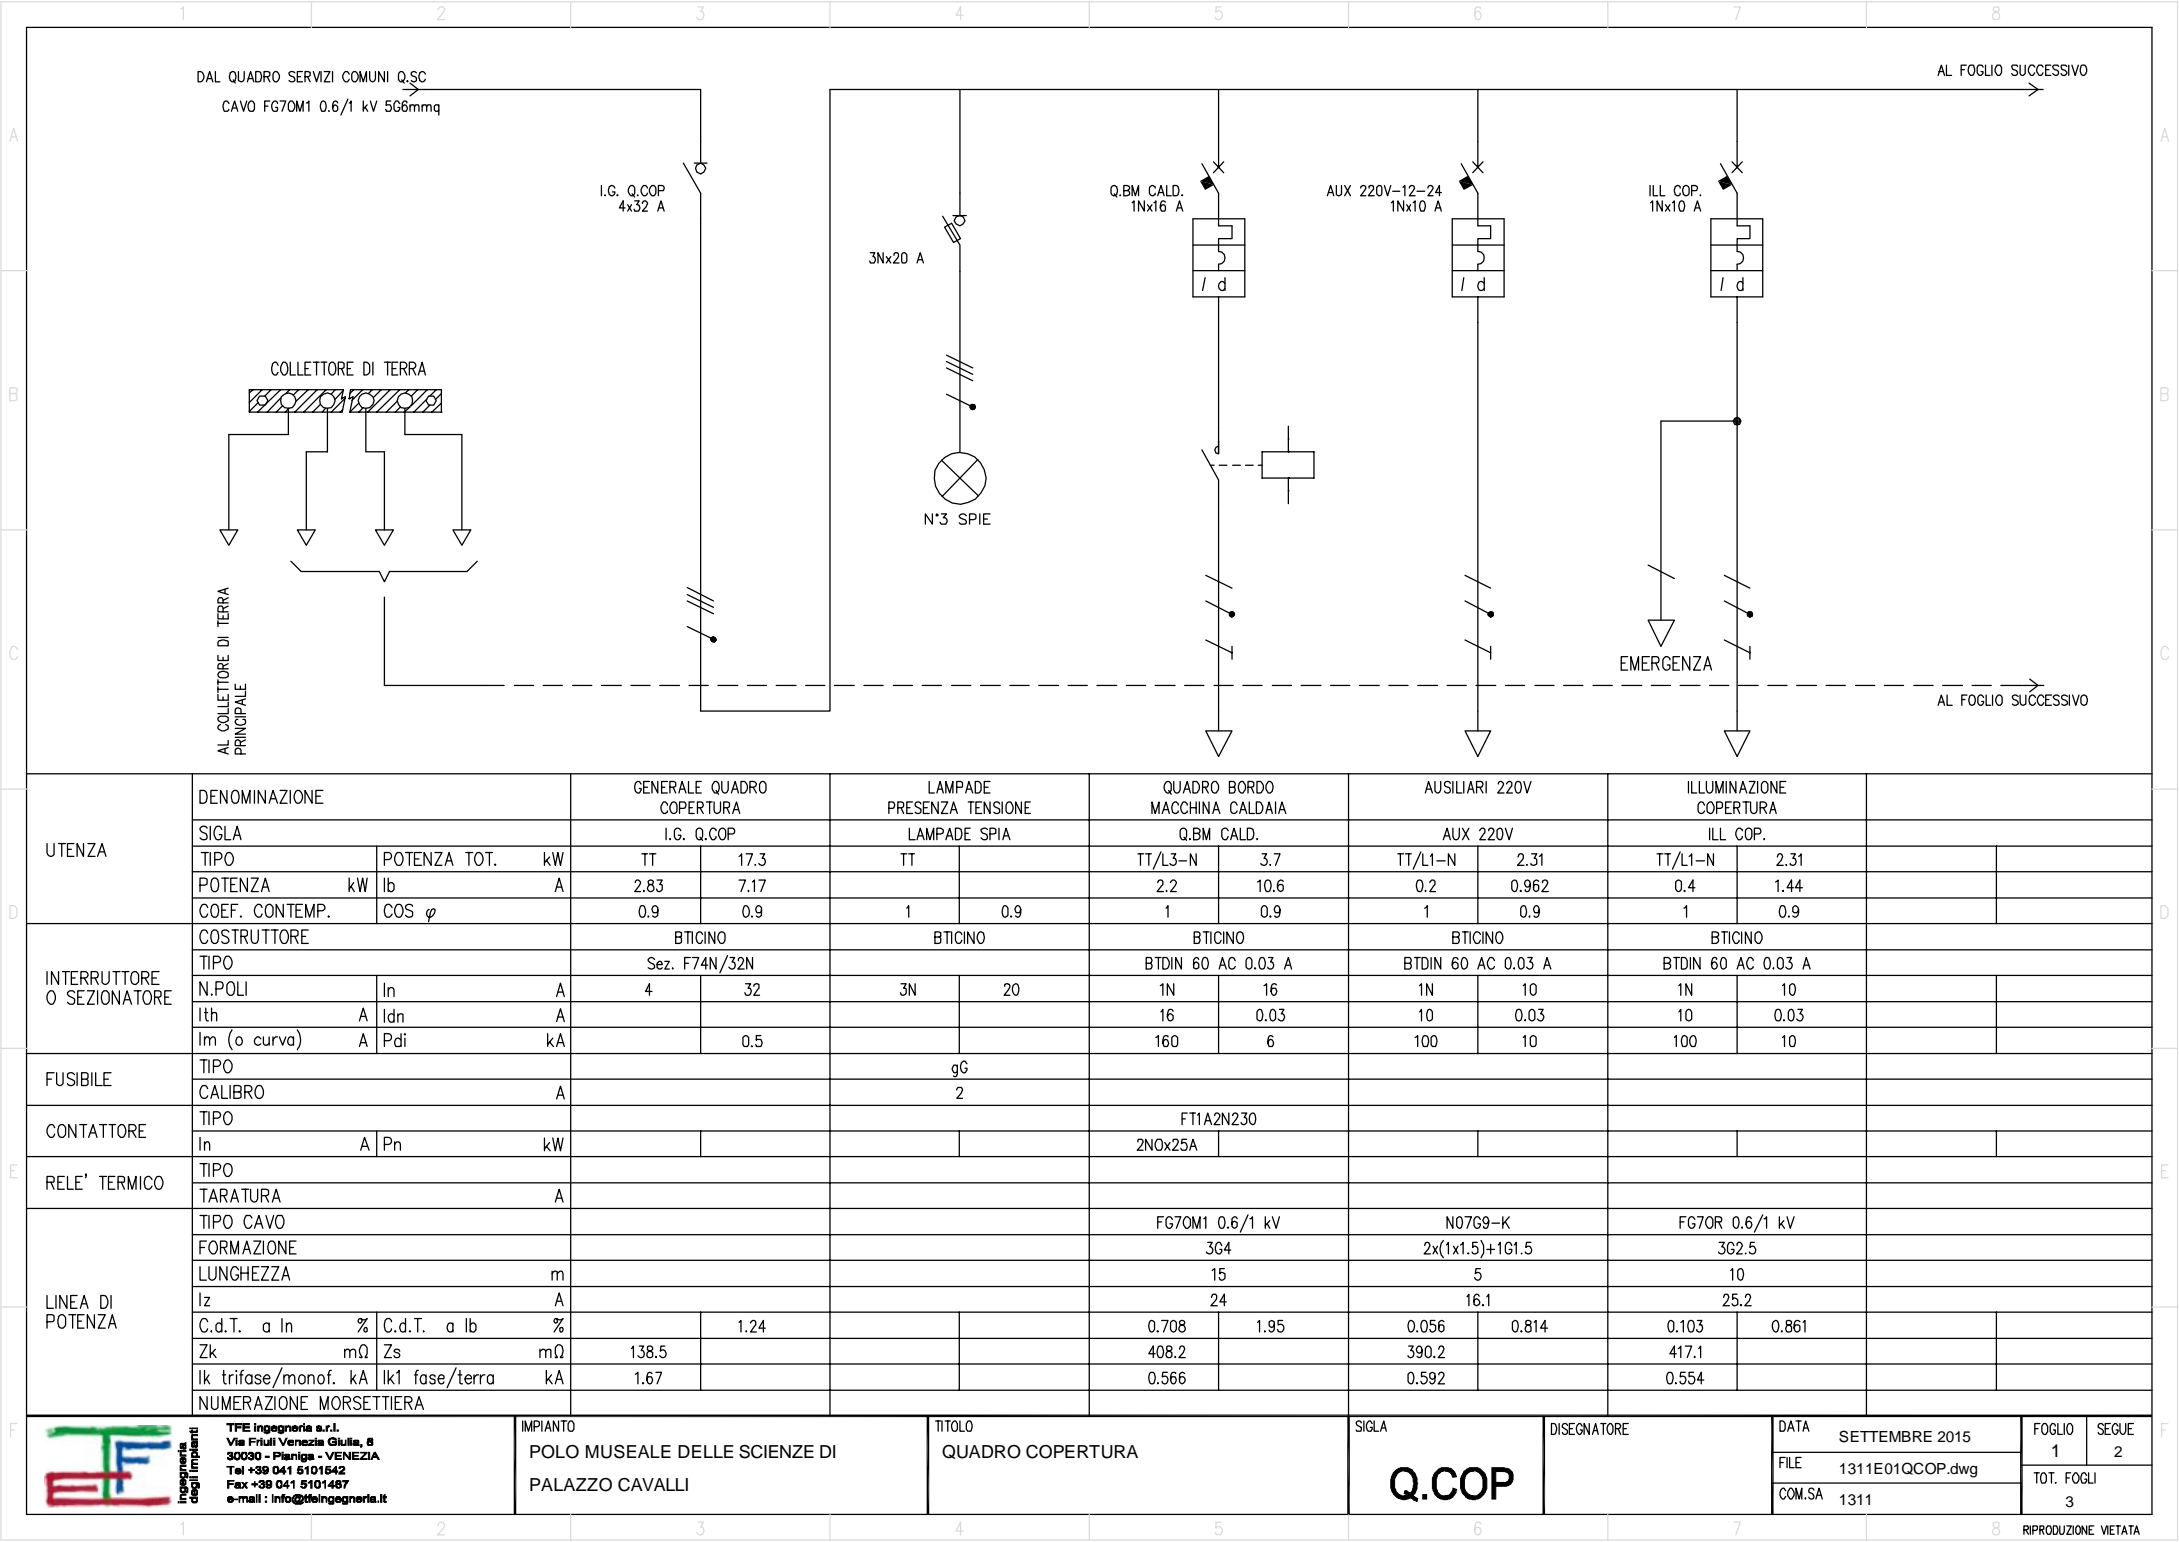 1 2 3 4 5 6 7 8
DAL QUADRO SERVIZI COMUNI Q.SC
CAVO FG7OM1 0.6/1 kV 5G6mmq
AL FOGLIO SUCCESSIVO
A A
I.G. Q.COP
4x32 A
3Nx20 A
Q.BM CALD.
1Nx16 A
AUX 220V-12-24
1Nx10 A
ILL COP.
1Nx10 A
I d I d I d
COLLETTORE DI TERRA
B B
N°3 SPIE
AL COLLETTORE DI TERRA
PRINCIPALE
C C
EMERGENZA
AL FOGLIO SUCCESSIVO
UTENZA
DENOMINAZIONE
GENERALE QUADRO
COPERTURA
LAMPADE
PRESENZA TENSIONE
QUADRO BORDO
MACCHINA CALDAIA
AUSILIARI 220V
ILLUMINAZIONE
COPERTURA
SIGLA I.G. Q.COP LAMPADE SPIA Q.BM CALD. AUX 220V ILL COP.
TIPO POTENZA TOT. kW TT 17.3 TT TT/L3-N 3.7 TT/L1-N 2.31 TT/L1-N 2.31
POTENZA kW Ib A 2.83 7.17 2.2 10.6 0.2 0.962 0.4 1.44
D COEF. CONTEMP. COS φ 0.9 0.9 1 0.9 1 0.9 1 0.9 1 0.9 D
INTERRUTTORE
O SEZIONATORE
COSTRUTTORE BTICINO BTICINO BTICINO BTICINO BTICINO
TIPO Sez. F74N/32N BTDIN 60 AC 0.03 A BTDIN 60 AC 0.03 A BTDIN 60 AC 0.03 A
N.POLI In A 4 32 3N 20 1N 16 1N 10 1N 10
Ith A Idn A 16 0.03 10 0.03 10 0.03
Im (o curva) A Pdi kA 0.5 160 6 100 10 100 10
FUSIBILE
TIPO gG
CALIBRO A 2
CONTATTORE
TIPO FT1A2N230
In A Pn kW 2NOx25A
E E
RELE' TERMICO
TIPO
TARATURA A
LINEA DI
POTENZA
TIPO CAVO FG7OM1 0.6/1 kV N07G9-K FG7OR 0.6/1 kV
FORMAZIONE 3G4 2x(1x1.5)+1G1.5 3G2.5
LUNGHEZZA m 15 5 10
Iz A 24 16.1 25.2
C.d.T. a In % C.d.T. a Ib % 1.24 0.708 1.95 0.056 0.814 0.103 0.861
Zk mΩ Zs mΩ 138.5 408.2 390.2 417.1
Ik trifase/monof. kA Ik1 fase/terra kA 1.67 0.566 0.592 0.554
NUMERAZIONE MORSETTIERA
F F
TFE
ingegneria
degli impianti
TFE ingegneria s.r.l.
Via Friuli Venezia Giulia, 8
30030 - Pianiga - VENEZIA
Tel +39 041 5101542
Fax +39 041 5101487
e-mail : info@tfeingegneria.it
IMPIANTO
POLO MUSEALE DELLE SCIENZE DI
PALAZZO CAVALLI
TITOLO
QUADRO COPERTURA
SIGLA
Q.COP
DISEGNATORE
DATA SETTEMBRE 2015
FILE 1311E01QCOP.dwg
COM.SA 1311
FOGLIO 1
SEGUE 2
TOT. FOGLI
3
1 2 3 4 5 6 7 8
RIPRODUZIONE VIETATA